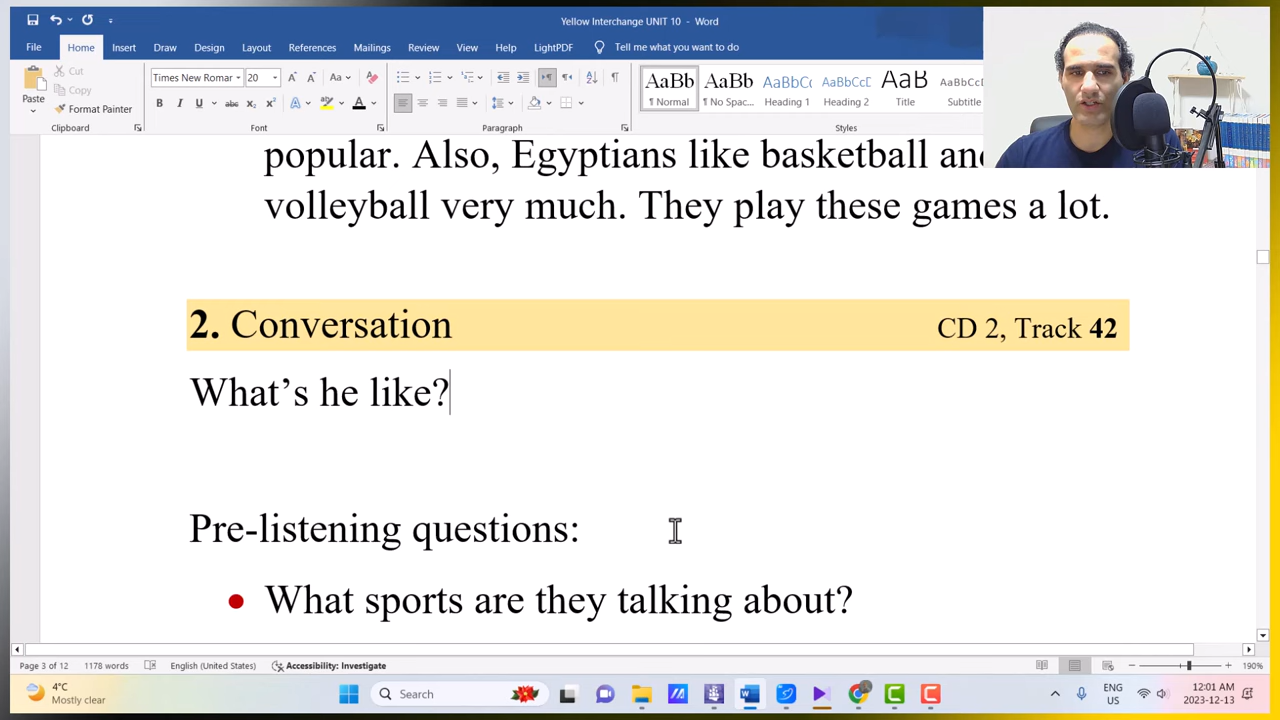 Yellow Interchange UNIT 10 - Word
File Home Insert Draw Design Layout References Mailings Review View Help LightPDF Tell me what you want to do
Paste
Cut
Copy
Format Painter
Times New Romar 20
AaBb AaBb AaBbC AaBbCcD AaB AaBbCcD
¶ Normal ¶ No Spac... Heading 1 Heading 2 Title Subtitle
Clipboard Font Paragraph Styles
popular. Also, Egyptians like basketball and
volleyball very much. They play these games a lot.
2. Conversation CD 2, Track 42
What’s he like?
Pre-listening questions:
• What sports are they talking about?
Page 3 of 12 1178 words English (United States) Accessibility: Investigate 190%
4°C
Mostly clear
Search
ENG
US
12:01 AM
2023-12-13